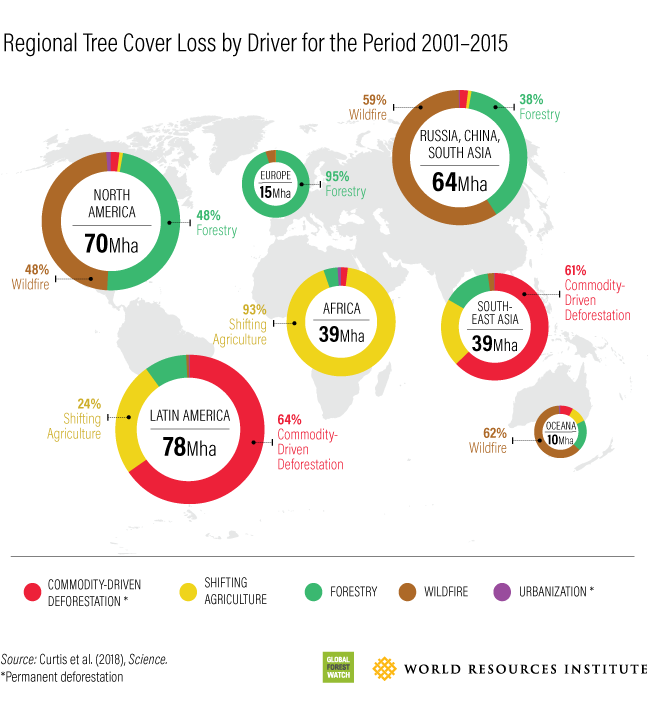 Regional Tree Cover Loss by Driver for the Period 2001–2015
59%
Wildfire
38%
Forestry
RUSSIA, CHINA,
SOUTH ASIA
64Mha
EUROPE
15Mha
95%
Forestry
NORTH
AMERICA
70Mha
48%
Forestry
48%
Wildfire
93%
Shifting
Agriculture
AFRICA
39Mha
SOUTH-
EAST ASIA
39Mha
61%
Commodity-
Driven
Deforestation
24%
Shifting
Agriculture
LATIN AMERICA
78Mha
64%
Commodity-
Driven
Deforestation
62%
Wildfire
OCEANA
10Mha
COMMODITY-DRIVEN
DEFORESTATION *
SHIFTING
AGRICULTURE
FORESTRY
WILDFIRE
URBANIZATION *
Source: Curtis et al. (2018), Science.
*Permanent deforestation
GLOBAL
FOREST
WATCH
WORLD RESOURCES INSTITUTE